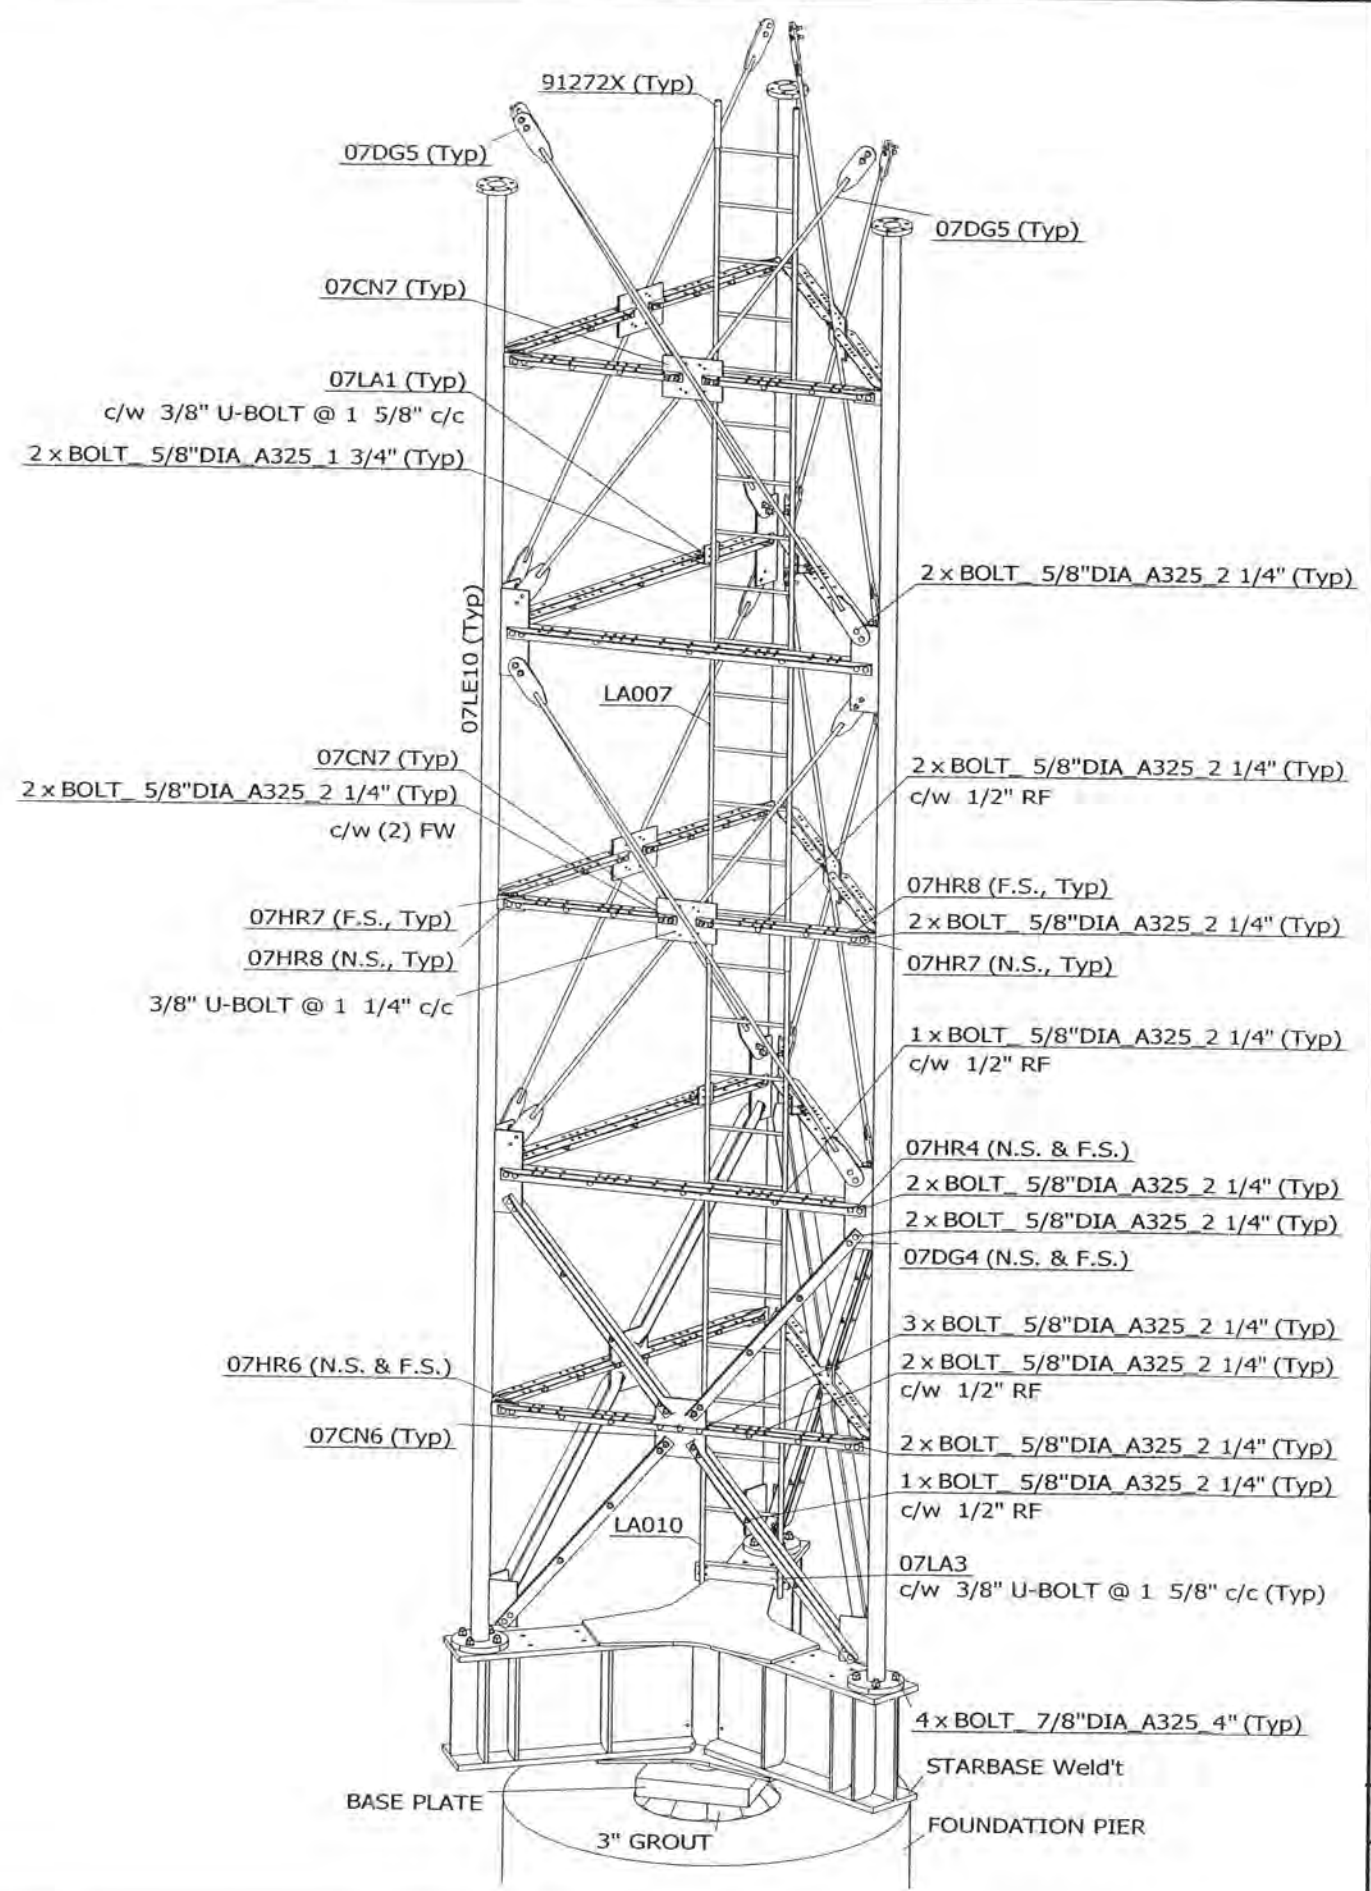 91272X (Typ)
07DG5 (Typ)
07DG5 (Typ)
07CN7 (Typ)
07LA1 (Typ)
c/w 3/8" U-BOLT @ 1 5/8" c/c
2 x BOLT_ 5/8"DIA_A325_1 3/4" (Typ)
2 x BOLT_ 5/8"DIA_A325_2 1/4" (Typ)
07LE10 (Typ)
LA007
07CN7 (Typ)
2 x BOLT_ 5/8"DIA_A325_2 1/4" (Typ)
c/w (2) FW
2 x BOLT_ 5/8"DIA_A325_2 1/4" (Typ)
c/w 1/2" RF
07HR7 (F.S., Typ)
07HR8 (N.S., Typ)
3/8" U-BOLT @ 1 1/4" c/c
07HR8 (F.S., Typ)
2 x BOLT_ 5/8"DIA_A325_2 1/4" (Typ)
07HR7 (N.S., Typ)
1 x BOLT_ 5/8"DIA_A325_2 1/4" (Typ)
c/w 1/2" RF
07HR4 (N.S. & F.S.)
2 x BOLT_ 5/8"DIA_A325_2 1/4" (Typ)
2 x BOLT_ 5/8"DIA_A325_2 1/4" (Typ)
07DG4 (N.S. & F.S.)
3 x BOLT_ 5/8"DIA_A325_2 1/4" (Typ)
2 x BOLT_ 5/8"DIA_A325_2 1/4" (Typ)
c/w 1/2" RF
07HR6 (N.S. & F.S.)
07CN6 (Typ)
2 x BOLT_ 5/8"DIA_A325_2 1/4" (Typ)
1 x BOLT_ 5/8"DIA_A325_2 1/4" (Typ)
c/w 1/2" RF
LA010
07LA3
c/w 3/8" U-BOLT @ 1 5/8" c/c (Typ)
4 x BOLT_ 7/8"DIA_A325_4" (Typ)
STARBASE Weld't
BASE PLATE
3" GROUT
FOUNDATION PIER